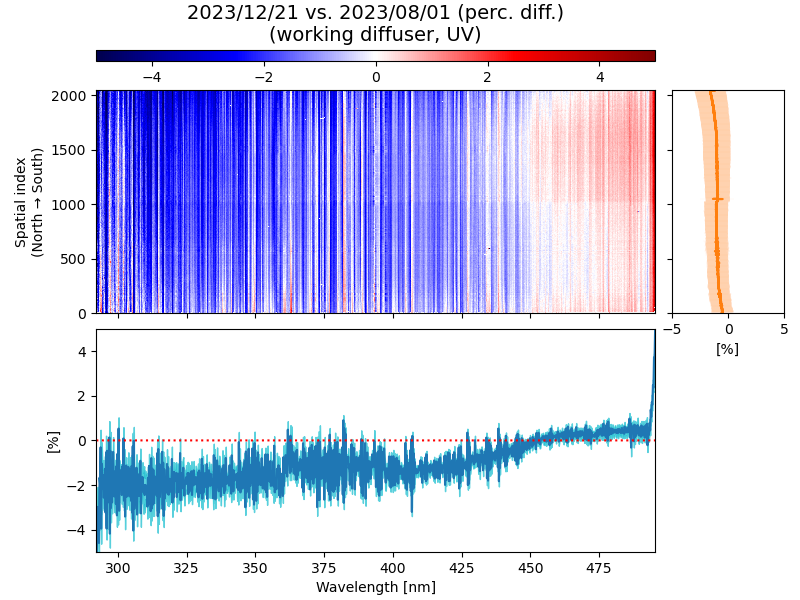 2023/12/21 vs. 2023/08/01 (perc. diff.)
(working diffuser, UV)
−4 −2 0 2 4
Spatial index
(North → South)
2000
1500
1000
500
0
−5 0 5
[%]
[%]
4
2
0
−2
−4
300 325 350 375 400 425 450 475
Wavelength [nm]